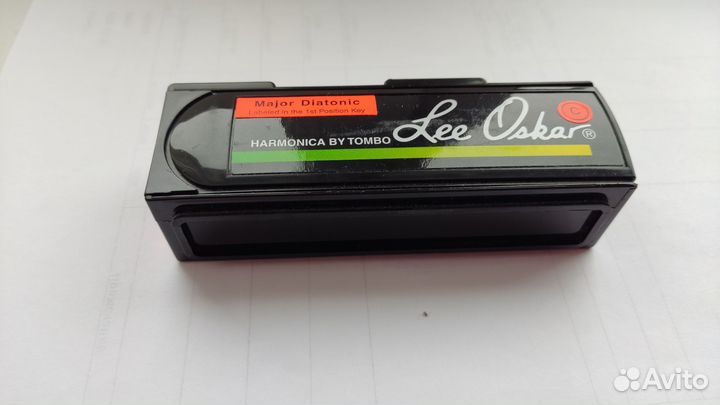 Major Diatonic
Labeled in the 1st Position Key
C
HARMONICA BY TOMBO Lee Oskar®
Avito